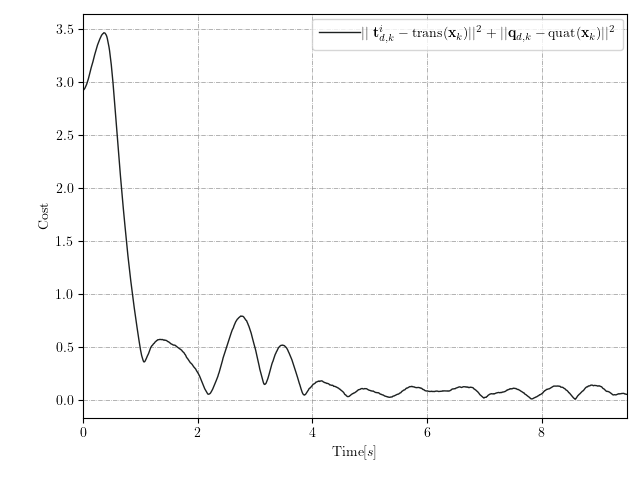 || t^i_{d,k} − trans(x_k)||^2 + ||q_{d,k} − quat(x_k)||^2
3.5
3.0
2.5
2.0
1.5
1.0
0.5
0.0
Cost
0 2 4 6 8
Time[s]